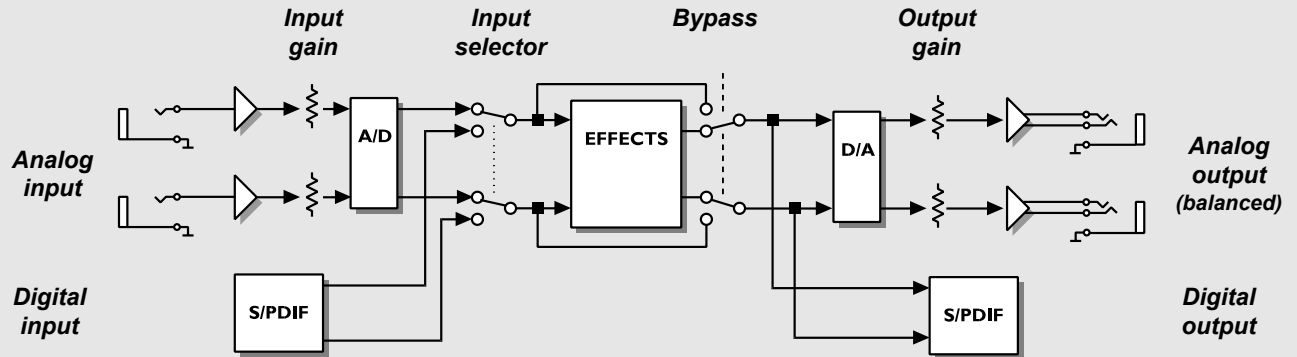 Input
gain
Input
selector
Bypass
Output
gain
A/D
EFFECTS
D/A
Analog
input
Analog
output
(balanced)
Digital
input
S/PDIF
S/PDIF
Digital
output